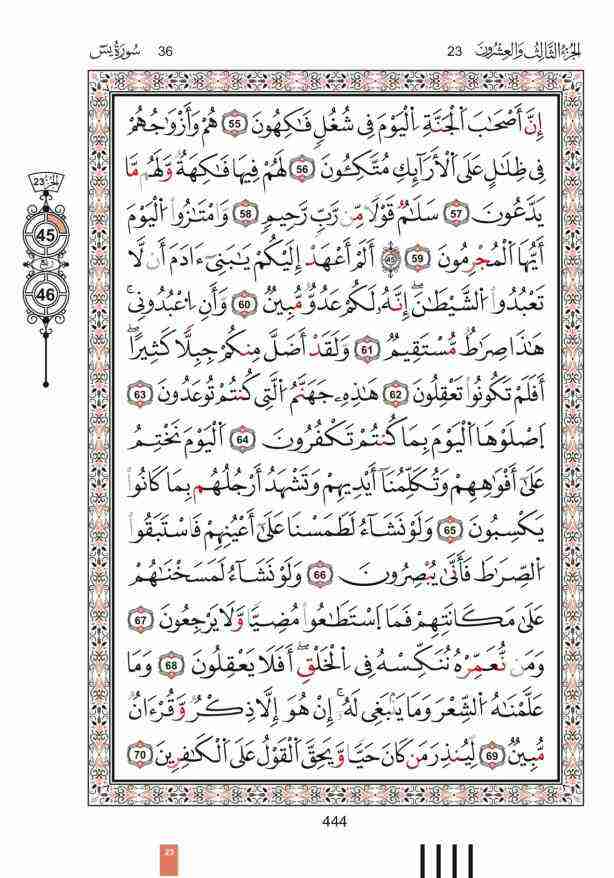 الجزء الثالث والعشرون 23
36 سورة يس
إِنَّ أَصْحَٰبَ ٱلْجَنَّةِ ٱلْيَوْمَ فِى شُغُلٍ فَٰكِهُونَ 55 هُمْ وَأَزْوَٰجُهُمْ
فِى ظِلَٰلٍ عَلَى ٱلْأَرَآئِكِ مُتَّكِـُٔونَ 56 لَهُمْ فِيهَا فَٰكِهَةٌ وَلَهُم مَّا
يَدَّعُونَ 57 سَلَٰمٌ قَوْلًا مِّن رَّبٍّ رَّحِيمٍ 58 وَٱمْتَٰزُوا۟ ٱلْيَوْمَ
أَيُّهَا ٱلْمُجْرِمُونَ 59 45 أَلَمْ أَعْهَدْ إِلَيْكُمْ يَٰبَنِىٓ ءَادَمَ أَن لَّا
تَعْبُدُوا۟ ٱلشَّيْطَٰنَ ۖ إِنَّهُۥ لَكُمْ عَدُوٌّ مُّبِينٌ 60 وَأَنِ ٱعْبُدُونِى ۚ
هَٰذَا صِرَٰطٌ مُّسْتَقِيمٌ 61 وَلَقَدْ أَضَلَّ مِنكُمْ جِبِلًّا كَثِيرًا ۖ
أَفَلَمْ تَكُونُوا۟ تَعْقِلُونَ 62 هَٰذِهِۦ جَهَنَّمُ ٱلَّتِى كُنتُمْ تُوعَدُونَ 63
ٱصْلَوْهَا ٱلْيَوْمَ بِمَا كُنتُمْ تَكْفُرُونَ 64 ٱلْيَوْمَ نَخْتِمُ
عَلَىٰٓ أَفْوَٰهِهِمْ وَتُكَلِّمُنَآ أَيْدِيهِمْ وَتَشْهَدُ أَرْجُلُهُم بِمَا كَانُوا۟
يَكْسِبُونَ 65 وَلَوْ نَشَآءُ لَطَمَسْنَا عَلَىٰٓ أَعْيُنِهِمْ فَٱسْتَبَقُوا۟
ٱلصِّرَٰطَ فَأَنَّىٰ يُبْصِرُونَ 66 وَلَوْ نَشَآءُ لَمَسَخْنَٰهُمْ
عَلَىٰ مَكَانَتِهِمْ فَمَا ٱسْتَطَٰعُوا۟ مُضِيًّا وَلَا يَرْجِعُونَ 67
وَمَن نُّعَمِّرْهُ نُنَكِّسْهُ فِى ٱلْخَلْقِ ۖ أَفَلَا يَعْقِلُونَ 68 وَمَا
عَلَّمْنَٰهُ ٱلشِّعْرَ وَمَا يَنۢبَغِى لَهُۥٓ ۚ إِنْ هُوَ إِلَّا ذِكْرٌ وَقُرْءَانٌ
مُّبِينٌ 69 لِّيُنذِرَ مَن كَانَ حَيًّا وَيَحِقَّ ٱلْقَوْلُ عَلَى ٱلْكَٰفِرِينَ 70
23
45
46
444
23